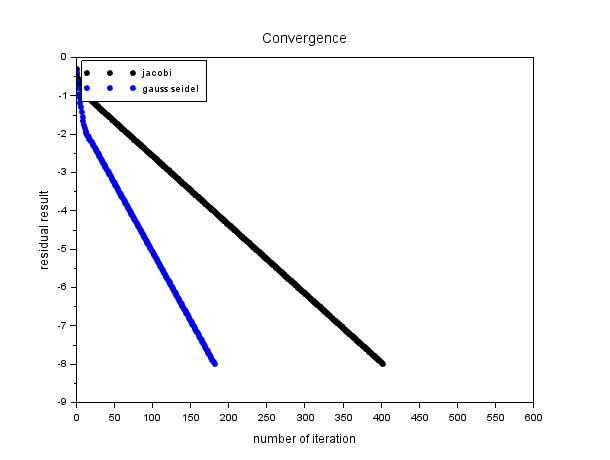 Convergence
jacobi
gauss seidel
0
-1
-2
-3
-4
-5
-6
-7
-8
-9
residual result
0 50 100 150 200 250 300 350 400 450 500 550 600
number of iteration